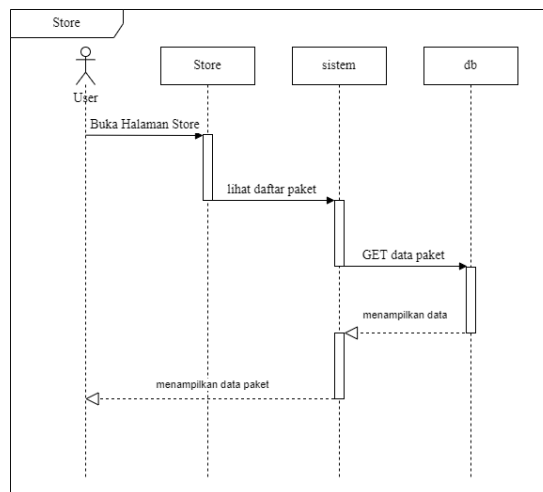 Store
Store
sistem
db
User
Buka Halaman Store
lihat daftar paket
GET data paket
menampilkan data
menampilkan data paket